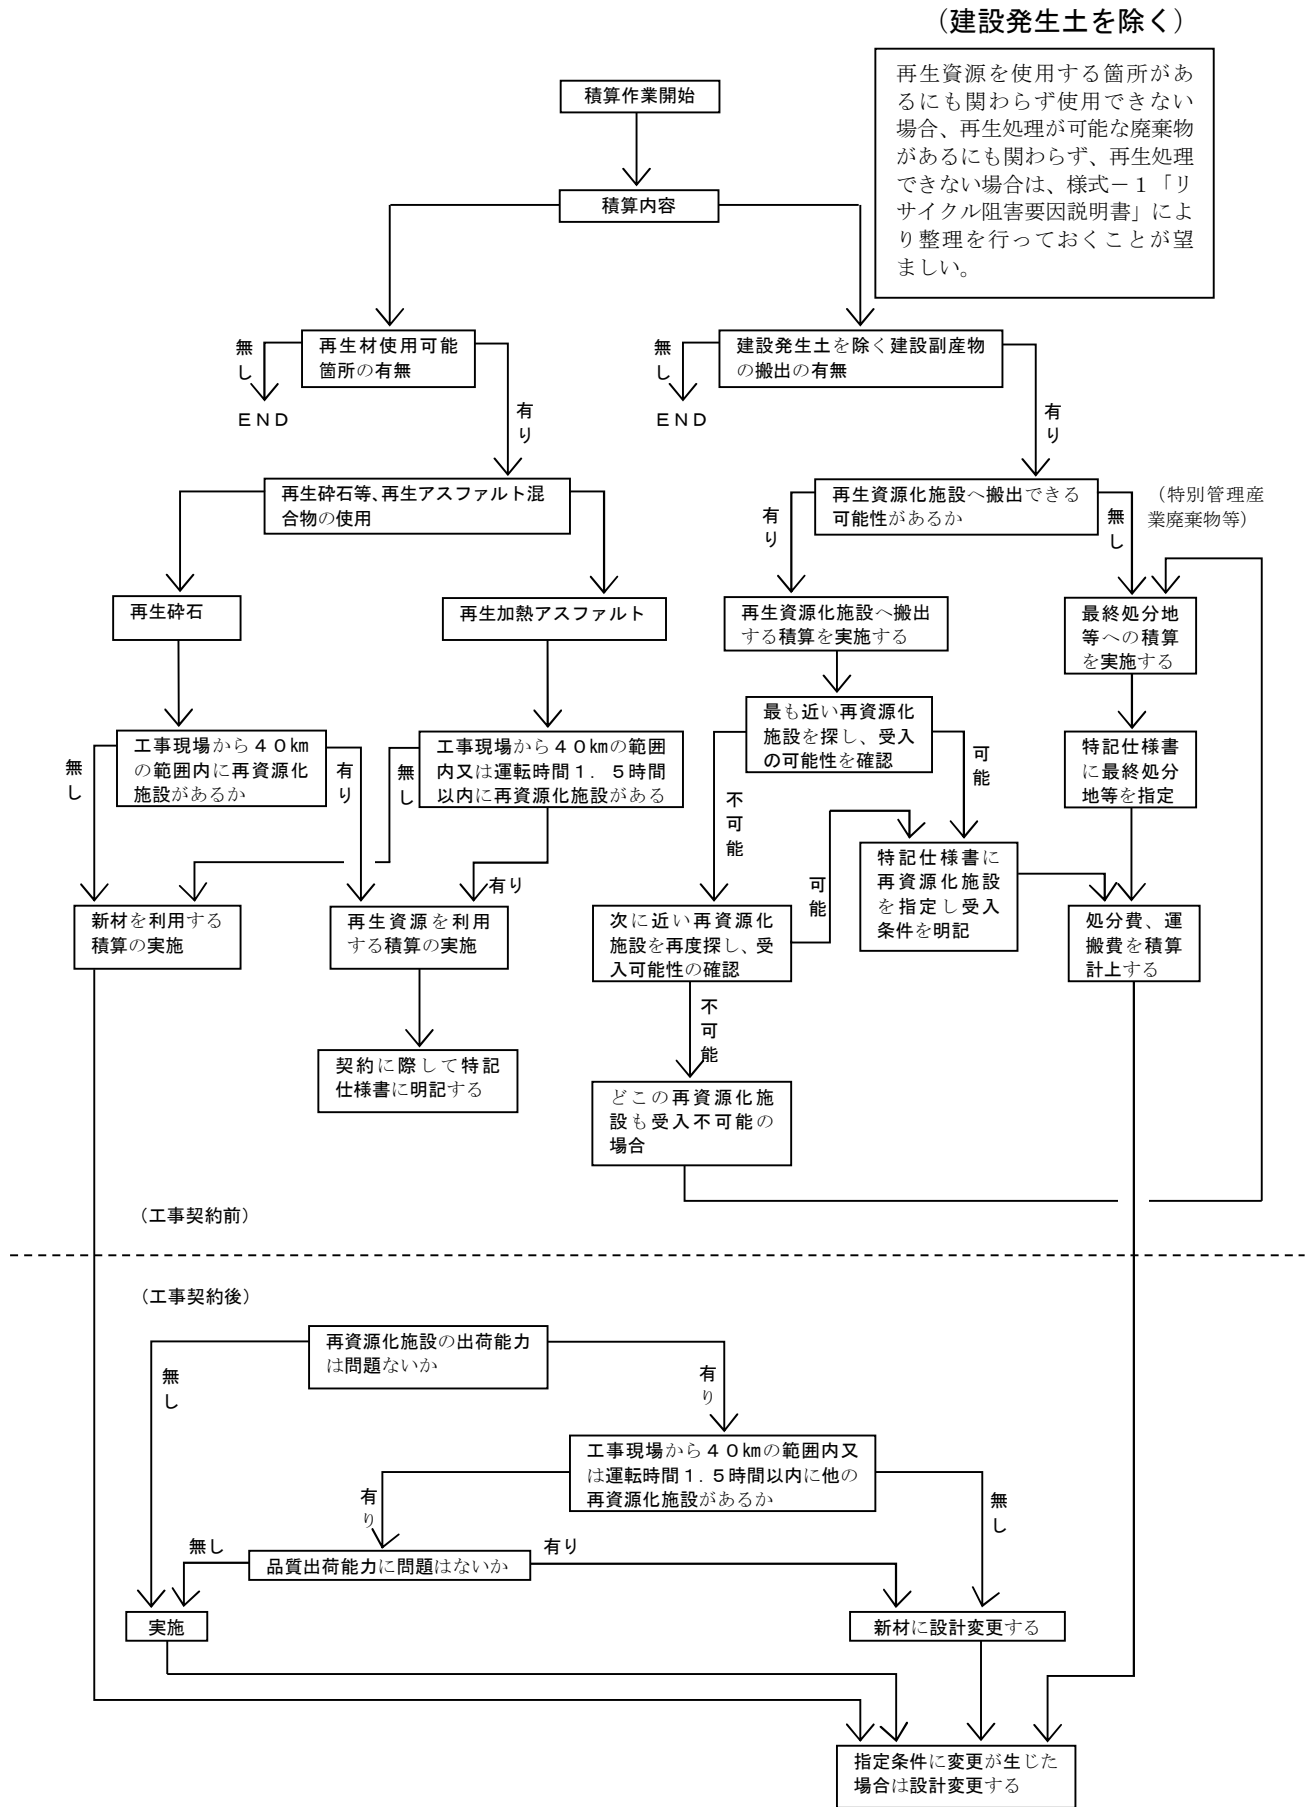 （建設発生土を除く）
再生資源を使用する箇所があ
るにも関わらず使用できない
場合、再生処理が可能な廃棄物
があるにも関わらず、再生処理
できない場合は、様式－１「リ
サイクル阻害要因説明書」によ
り整理を行っておくことが望
ましい。
積算作業開始
積算内容
再生材使用可能
箇所の有無
無
し
ＥＮＤ
有
り
建設発生土を除く建設副産物
の搬出の有無
無
し
ＥＮＤ
有
り
再生砕石等、再生アスファルト混
合物の使用
再生資源化施設へ搬出できる
可能性があるか
有
り
無
し
（特別管理産
業廃棄物等）
再生砕石
再生加熱アスファルト
再生資源化施設へ搬出
する積算を実施する
最終処分地
等への積算
を実施する
工事現場から４０㎞
の範囲内に再資源化
施設があるか
無
し
有
り
工事現場から４０㎞の範囲
内又は運転時間１．５時間
以内に再資源化施設がある
無
し
有り
最も近い再資源化
施設を探し、受入
の可能性を確認
不
可
能
可
能
特記仕様書
に最終処分
地等を指定
特記仕様書に
再資源化施設
を指定し受入
条件を明記
新材を利用する
積算の実施
再生資源を利用
する積算の実施
次に近い再資源化
施設を再度探し、受
入可能性の確認
可
能
不
可
能
処分費、運
搬費を積算
計上する
契約に際して特記
仕様書に明記する
どこの再資源化施
設も受入不可能の
場合
（工事契約前）
（工事契約後）
再資源化施設の出荷能力
は問題ないか
無
し
有
り
工事現場から４０㎞の範囲内又
は運転時間１．５時間以内に他の
再資源化施設があるか
有
り
無
し
無し
品質出荷能力に問題はないか
有り
実施
新材に設計変更する
指定条件に変更が生じた
場合は設計変更する